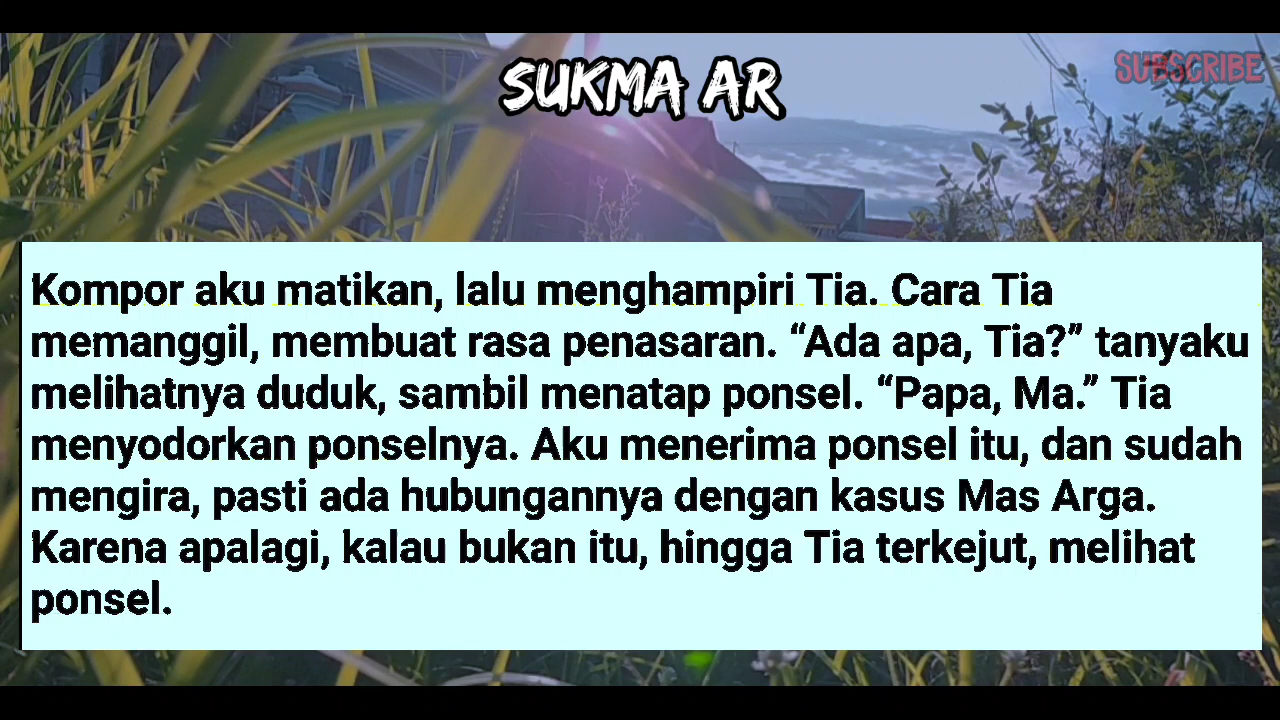 SUKMA AR
SUBSCRIBE
Kompor aku matikan, lalu menghampiri Tia. Cara Tia
memanggil, membuat rasa penasaran. “Ada apa, Tia?” tanyaku
melihatnya duduk, sambil menatap ponsel. “Papa, Ma.” Tia
menyodorkan ponselnya. Aku menerima ponsel itu, dan sudah
mengira, pasti ada hubungannya dengan kasus Mas Arga.
Karena apalagi, kalau bukan itu, hingga Tia terkejut, melihat
ponsel.